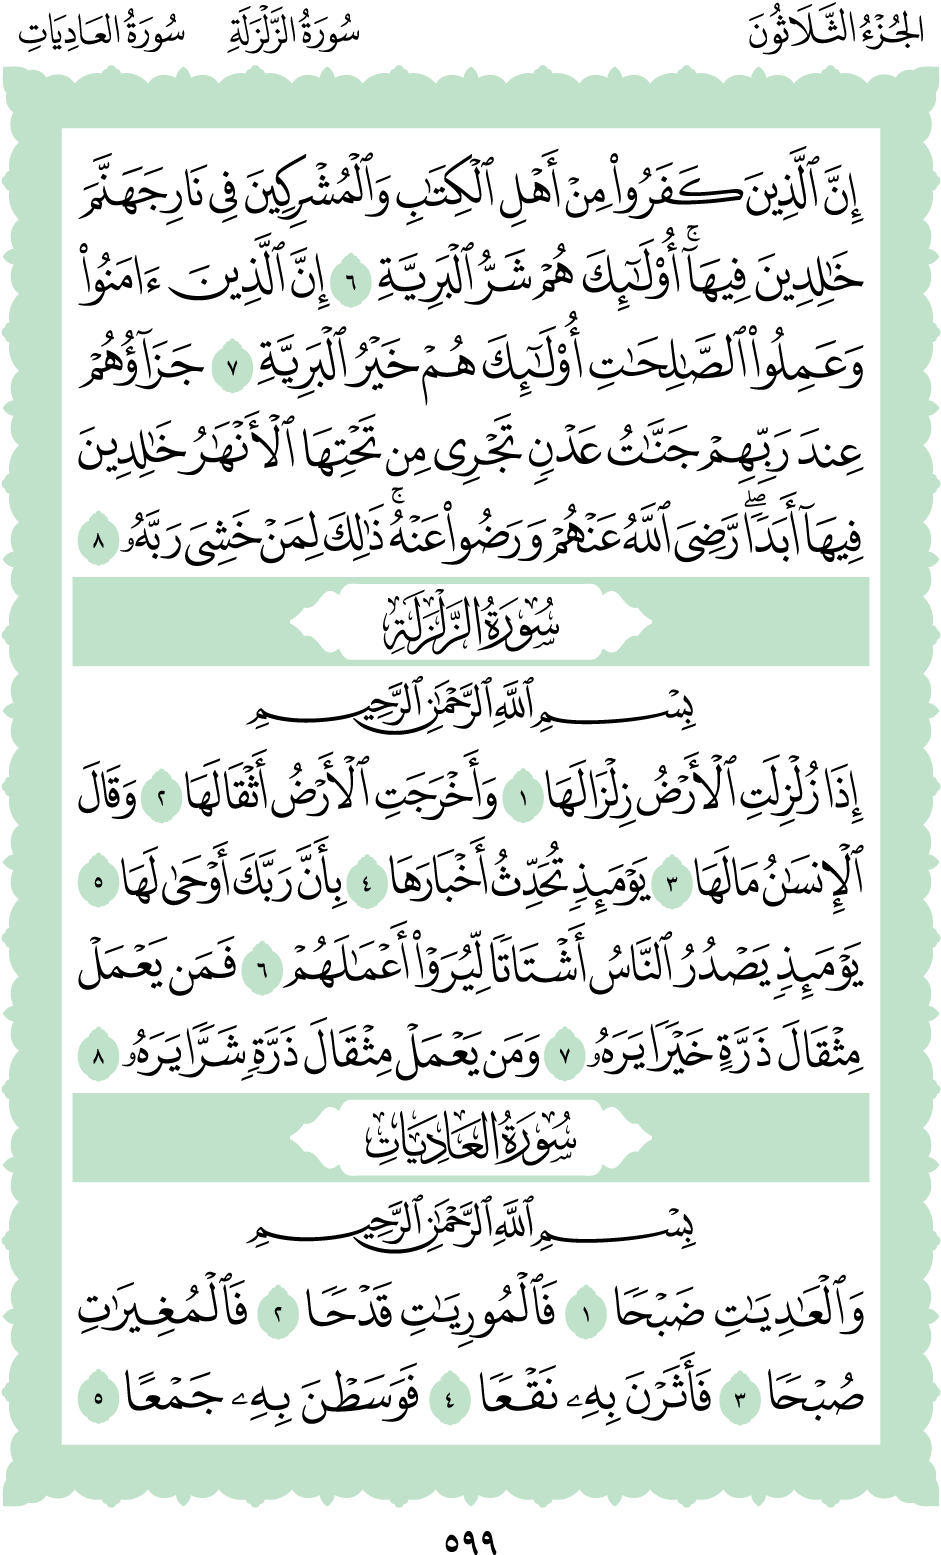 الجُزْءُ الثَّلَاثُونَ سُورَةُ الزَّلْزَلَةِ سُورَةُ العَادِيَاتِ
إِنَّ ٱلَّذِينَ كَفَرُوا۟ مِنْ أَهْلِ ٱلْكِتَـٰبِ وَٱلْمُشْرِكِينَ فِى نَارِ جَهَنَّمَ
خَـٰلِدِينَ فِيهَآ ۚ أُو۟لَـٰٓئِكَ هُمْ شَرُّ ٱلْبَرِيَّةِ ٦ إِنَّ ٱلَّذِينَ ءَامَنُوا۟
وَعَمِلُوا۟ ٱلصَّـٰلِحَـٰتِ أُو۟لَـٰٓئِكَ هُمْ خَيْرُ ٱلْبَرِيَّةِ ٧ جَزَآؤُهُمْ
عِندَ رَبِّهِمْ جَنَّـٰتُ عَدْنٍ تَجْرِى مِن تَحْتِهَا ٱلْأَنْهَـٰرُ خَـٰلِدِينَ
فِيهَآ أَبَدًا ۖ رَّضِىَ ٱللَّهُ عَنْهُمْ وَرَضُوا۟ عَنْهُ ۚ ذَٰلِكَ لِمَنْ خَشِىَ رَبَّهُۥ ٨
سُورَةُ الزَّلْزَلَةِ
بِسْمِ ٱللَّهِ ٱلرَّحْمَـٰنِ ٱلرَّحِيمِ
إِذَا زُلْزِلَتِ ٱلْأَرْضُ زِلْزَالَهَا ١ وَأَخْرَجَتِ ٱلْأَرْضُ أَثْقَالَهَا ٢ وَقَالَ
ٱلْإِنسَـٰنُ مَا لَهَا ٣ يَوْمَئِذٍ تُحَدِّثُ أَخْبَارَهَا ٤ بِأَنَّ رَبَّكَ أَوْحَىٰ لَهَا ٥
يَوْمَئِذٍ يَصْدُرُ ٱلنَّاسُ أَشْتَاتًا لِّيُرَوْا۟ أَعْمَـٰلَهُمْ ٦ فَمَن يَعْمَلْ
مِثْقَالَ ذَرَّةٍ خَيْرًا يَرَهُۥ ٧ وَمَن يَعْمَلْ مِثْقَالَ ذَرَّةٍ شَرًّا يَرَهُۥ ٨
سُورَةُ العَادِيَاتِ
بِسْمِ ٱللَّهِ ٱلرَّحْمَـٰنِ ٱلرَّحِيمِ
وَٱلْعَـٰدِيَـٰتِ ضَبْحًا ١ فَٱلْمُورِيَـٰتِ قَدْحًا ٢ فَٱلْمُغِيرَٰتِ
صُبْحًا ٣ فَأَثَرْنَ بِهِۦ نَقْعًا ٤ فَوَسَطْنَ بِهِۦ جَمْعًا ٥
٥٩٩